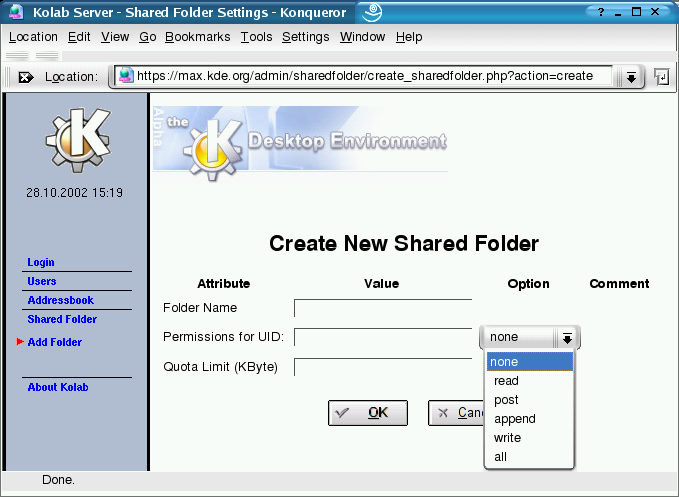 Kolab Server - Shared Folder Settings - Konqueror
Location Edit View Go Bookmarks Tools Settings Window Help
Location: https://max.kde.org/admin/sharedfolder/create_sharedfolder.php?action=create
Alpha the K Desktop Environment
28.10.2002 15:19
Login
Users
Addressbook
Shared Folder
Add Folder
About Kolab
Create New Shared Folder
Attribute Value Option Comment
Folder Name
Permissions for UID: none
Quota Limit (KByte)
none
read
post
append
write
all
OK Canc
Done.